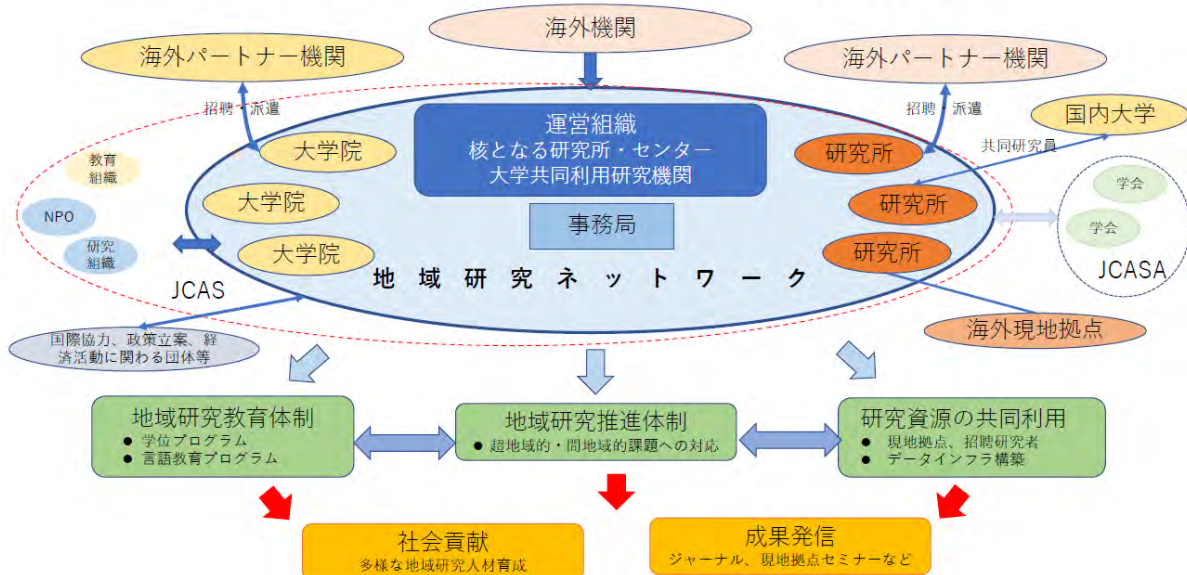 海外機関
海外パートナー機関
海外パートナー機関
招聘・派遣
招聘・派遣
国内大学
共同研究員
運営組織
核となる研究所・センター
大学共同利用研究機関
大学院
研究所
教育
組織
学会
大学院
研究所
NPO
事務局
学会
研究
組織
大学院
研究所
地域研究ネットワーク
JCAS
JCASA
国際協力、政策立案、経
済活動に関わる団体等
海外現地拠点
地域研究教育体制
● 学位プログラム
● 言語教育プログラム
地域研究推進体制
● 超地域的・間地域的課題への対応
研究資源の共同利用
● 現地拠点、招聘研究者
● データインフラ構築
社会貢献
多様な地域研究人材育成
成果発信
ジャーナル、現地拠点セミナーなど